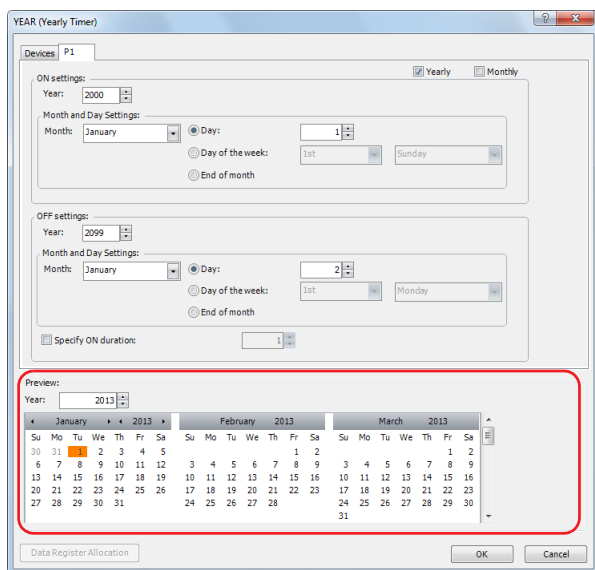 YEAR (Yearly Timer)
Devices P1
Yearly Monthly
ON settings:
Year: 2000
Month and Day Settings:
Month: January Day: 1
Day of the week: 1st Sunday
End of month
OFF settings:
Year: 2099
Month and Day Settings:
Month: January Day: 2
Day of the week: 1st Monday
End of month
Specify ON duration: 1
Preview:
Year: 2013
January 2013 February 2013 March 2013
Su Mo Tu We Th Fr Sa Su Mo Tu We Th Fr Sa Su Mo Tu We Th Fr Sa
30 31 1 2 3 4 5 1 2 1 2
6 7 8 9 10 11 12 3 4 5 6 7 8 9 3 4 5 6 7 8 9
13 14 15 16 17 18 19 10 11 12 13 14 15 16 10 11 12 13 14 15 16
20 21 22 23 24 25 26 17 18 19 20 21 22 23 17 18 19 20 21 22 23
27 28 29 30 31 24 25 26 27 28 24 25 26 27 28 29 30
31
Data Register Allocation OK Cancel